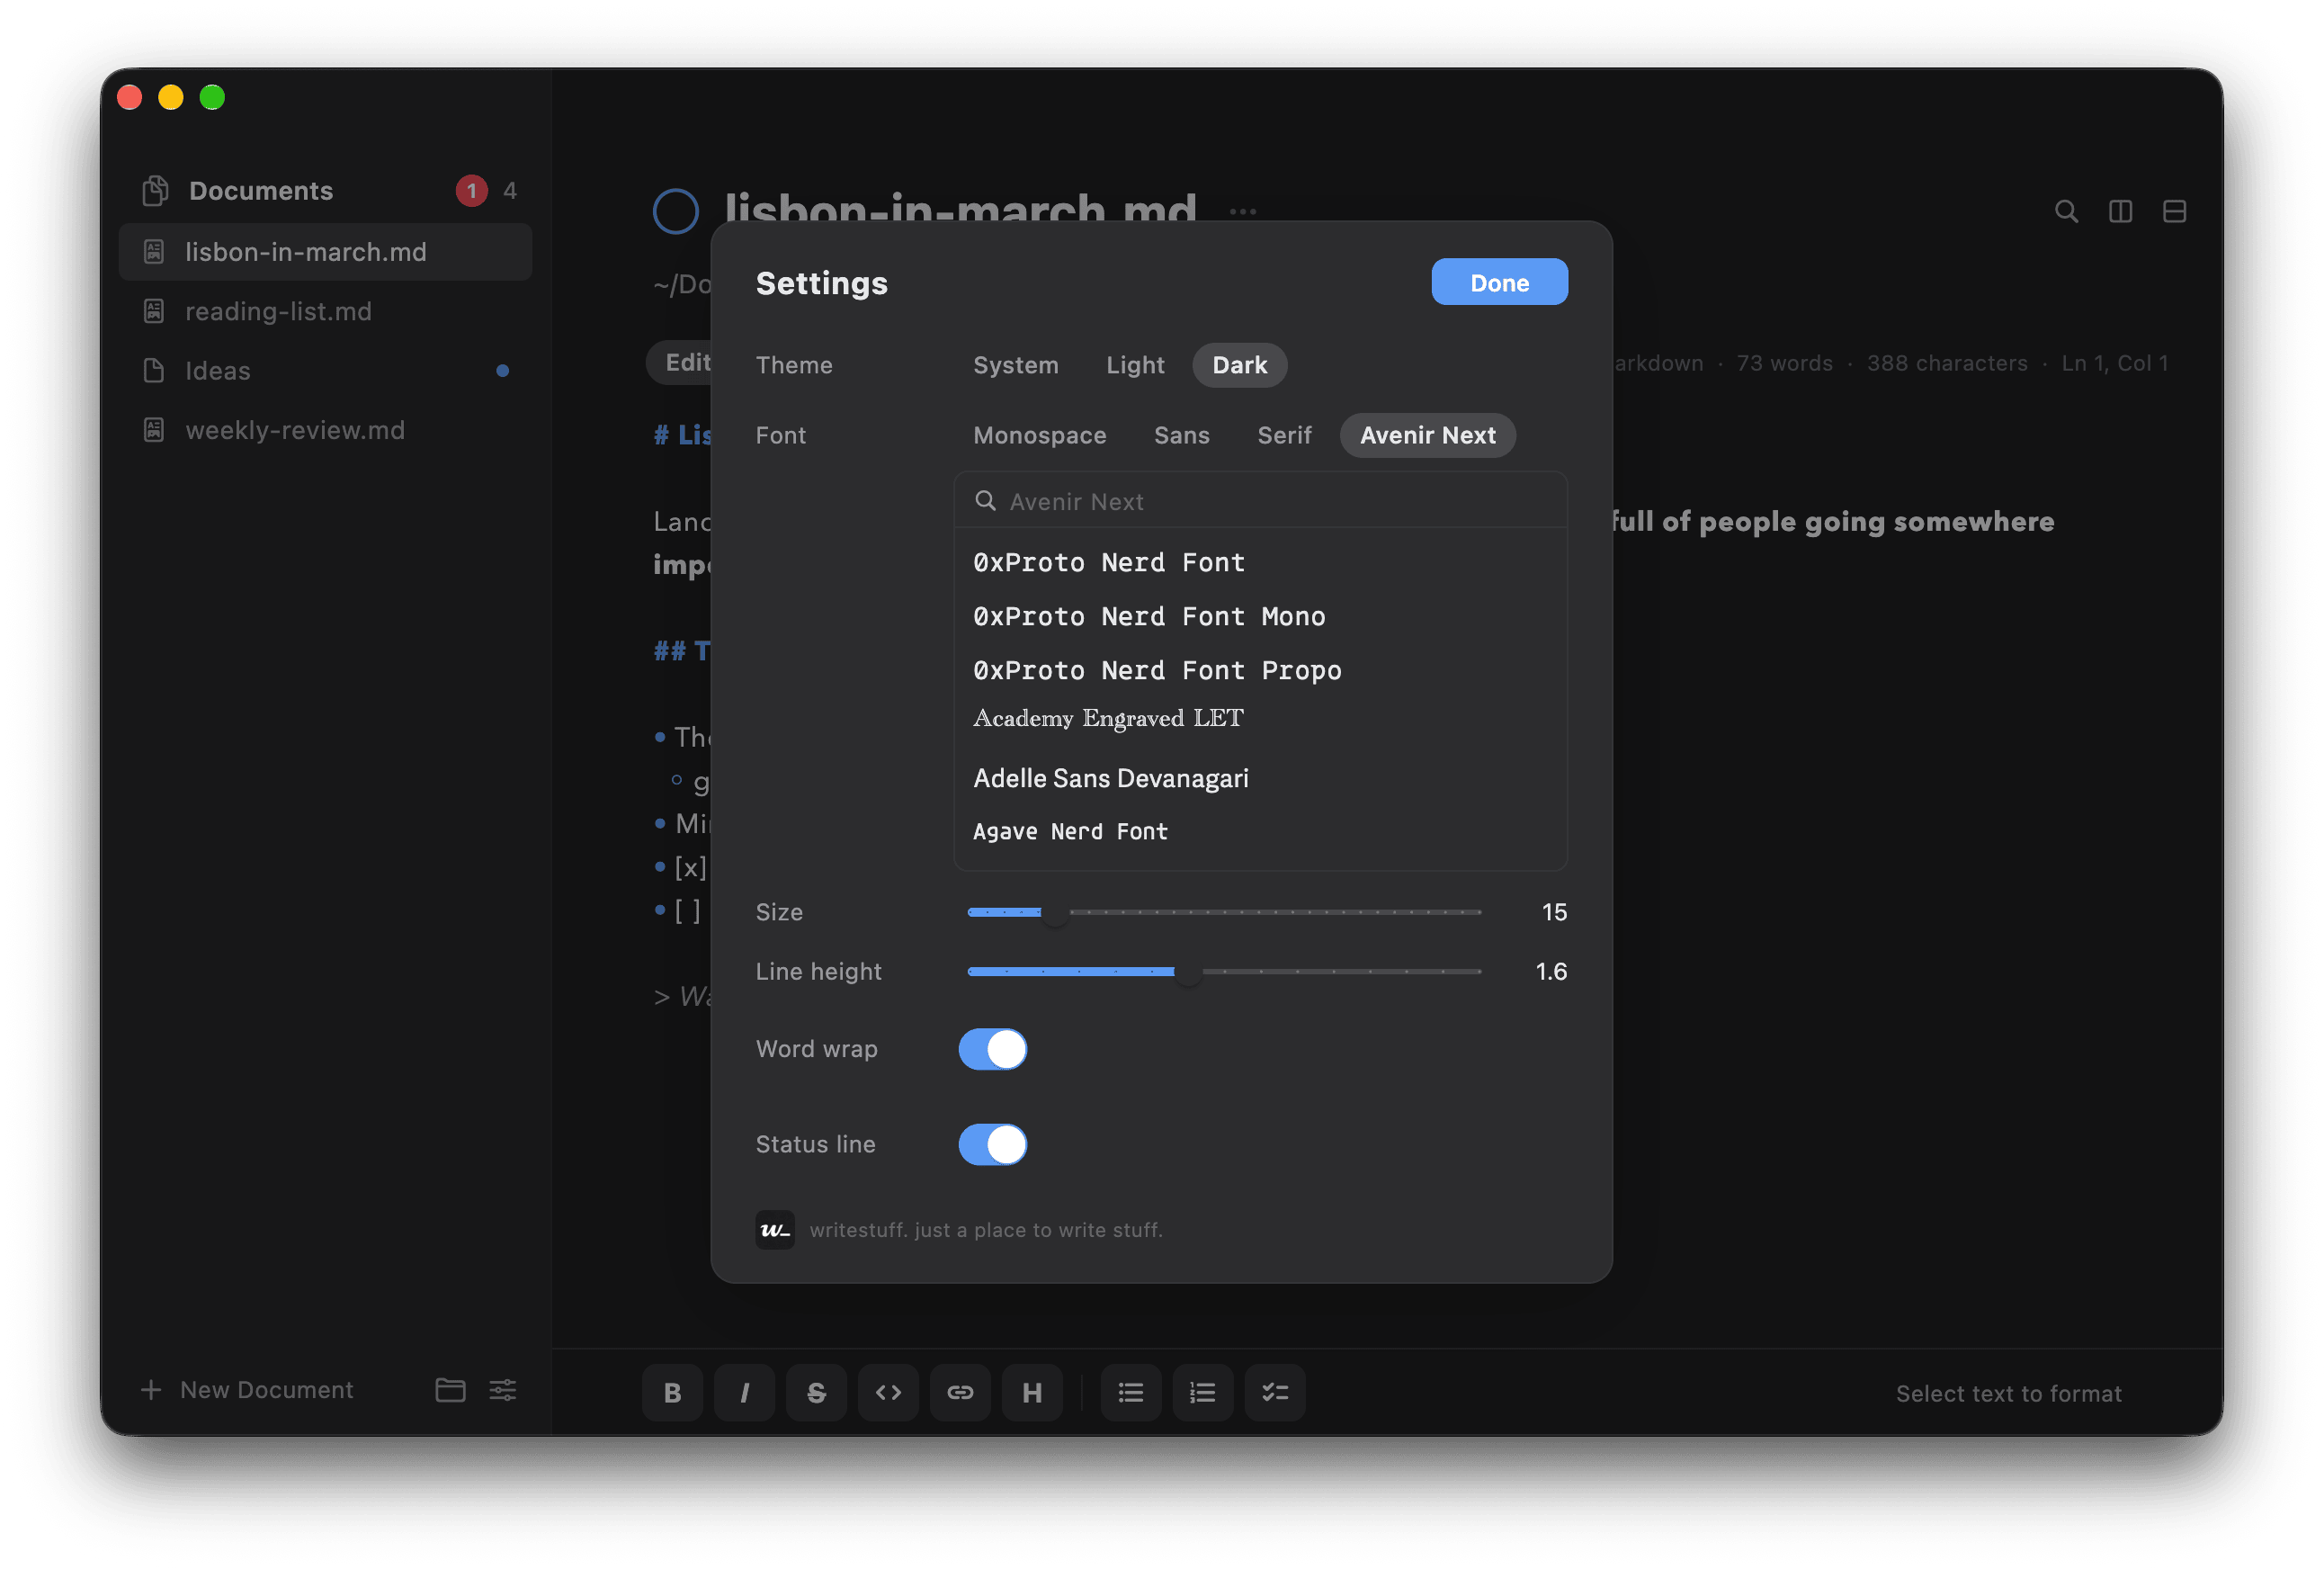 Documents 1 4
lisbon-in-march.md
reading-list.md
Ideas
weekly-review.md
+ New Document
lisbon-in-march.md ...
~/Do
Edit
arkdown · 73 words · 388 characters · Ln 1, Col 1
# Lis
full of people going somewhere
## T
[x]
[ ]
>
Settings
Done
Theme System Light Dark
Font Monospace Sans Serif Avenir Next
Avenir Next
0xProto Nerd Font
0xProto Nerd Font Mono
0xProto Nerd Font Propo
Academy Engraved LET
Adelle Sans Devanagari
Agave Nerd Font
Size 15
Line height 1.6
Word wrap
Status line
w_ writestuff. just a place to write stuff.
B I S <> H
Select text to format